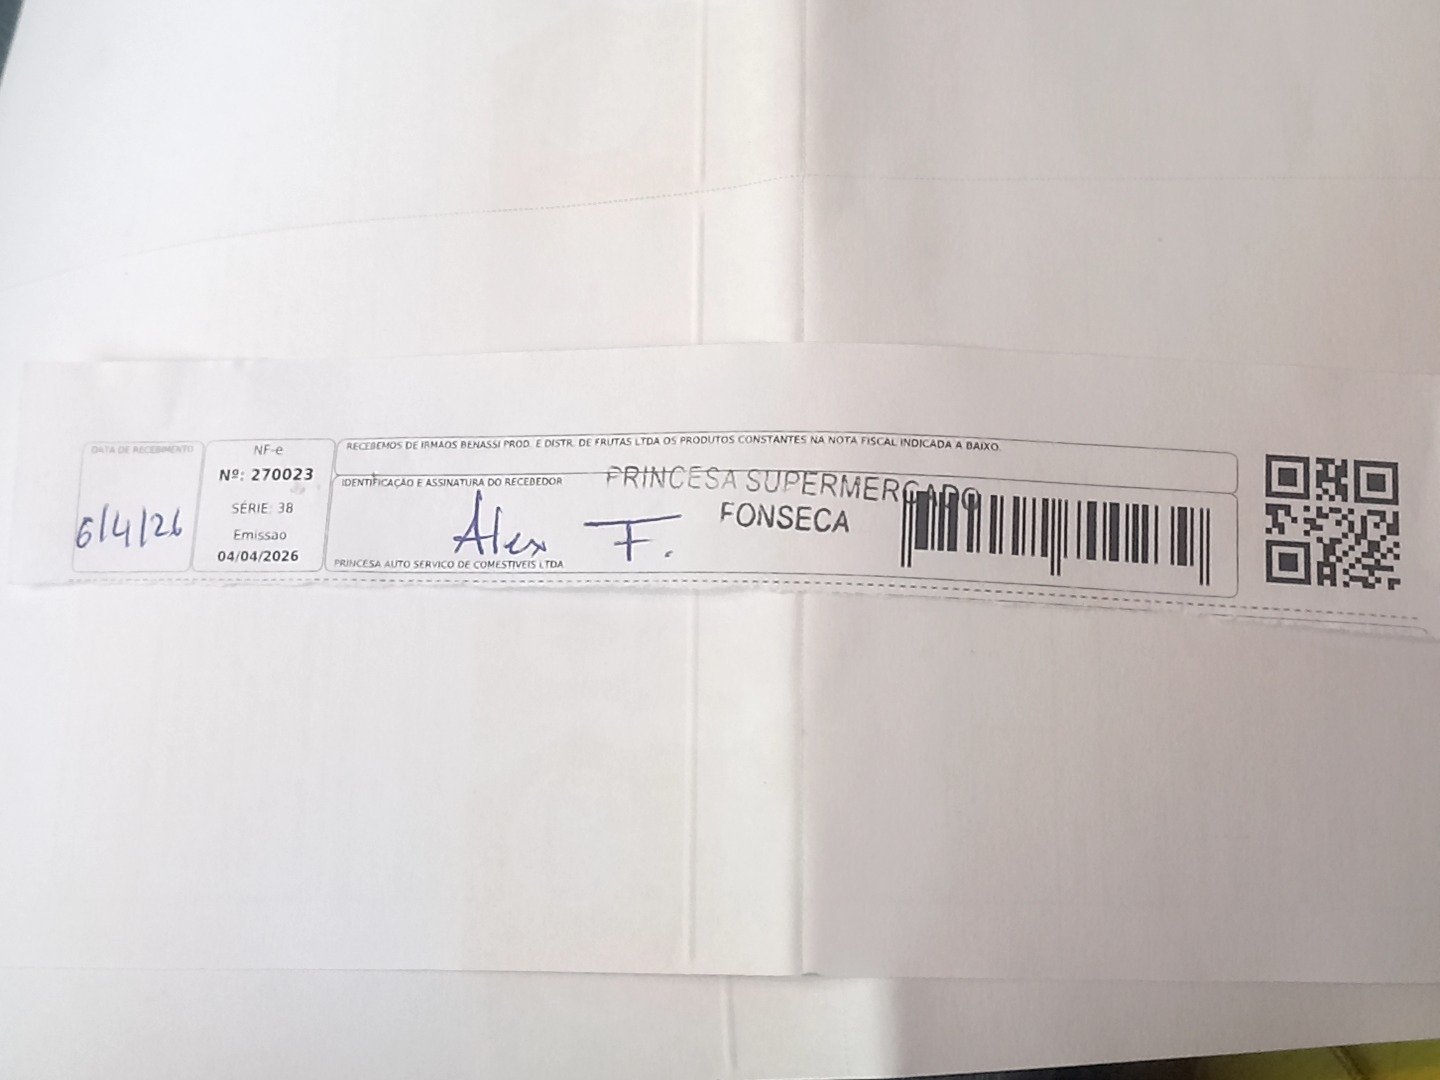 DATA DE RECEBIMENTO
6/4/26
NF-e
Nº: 270023
SÉRIE: 38
Emissao
04/04/2026
RECEBEMOS DE IRMAOS BENASSI PROD. E DISTR. DE FRUTAS LTDA OS PRODUTOS CONSTANTES NA NOTA FISCAL INDICADA A BAIXO.
IDENTIFICAÇÃO E ASSINATURA DO RECEBEDOR
PRINCESA SUPERMERCADO
FONSECA
Alex F.
PRINCESA AUTO SERVICO DE COMESTIVEIS LTDA